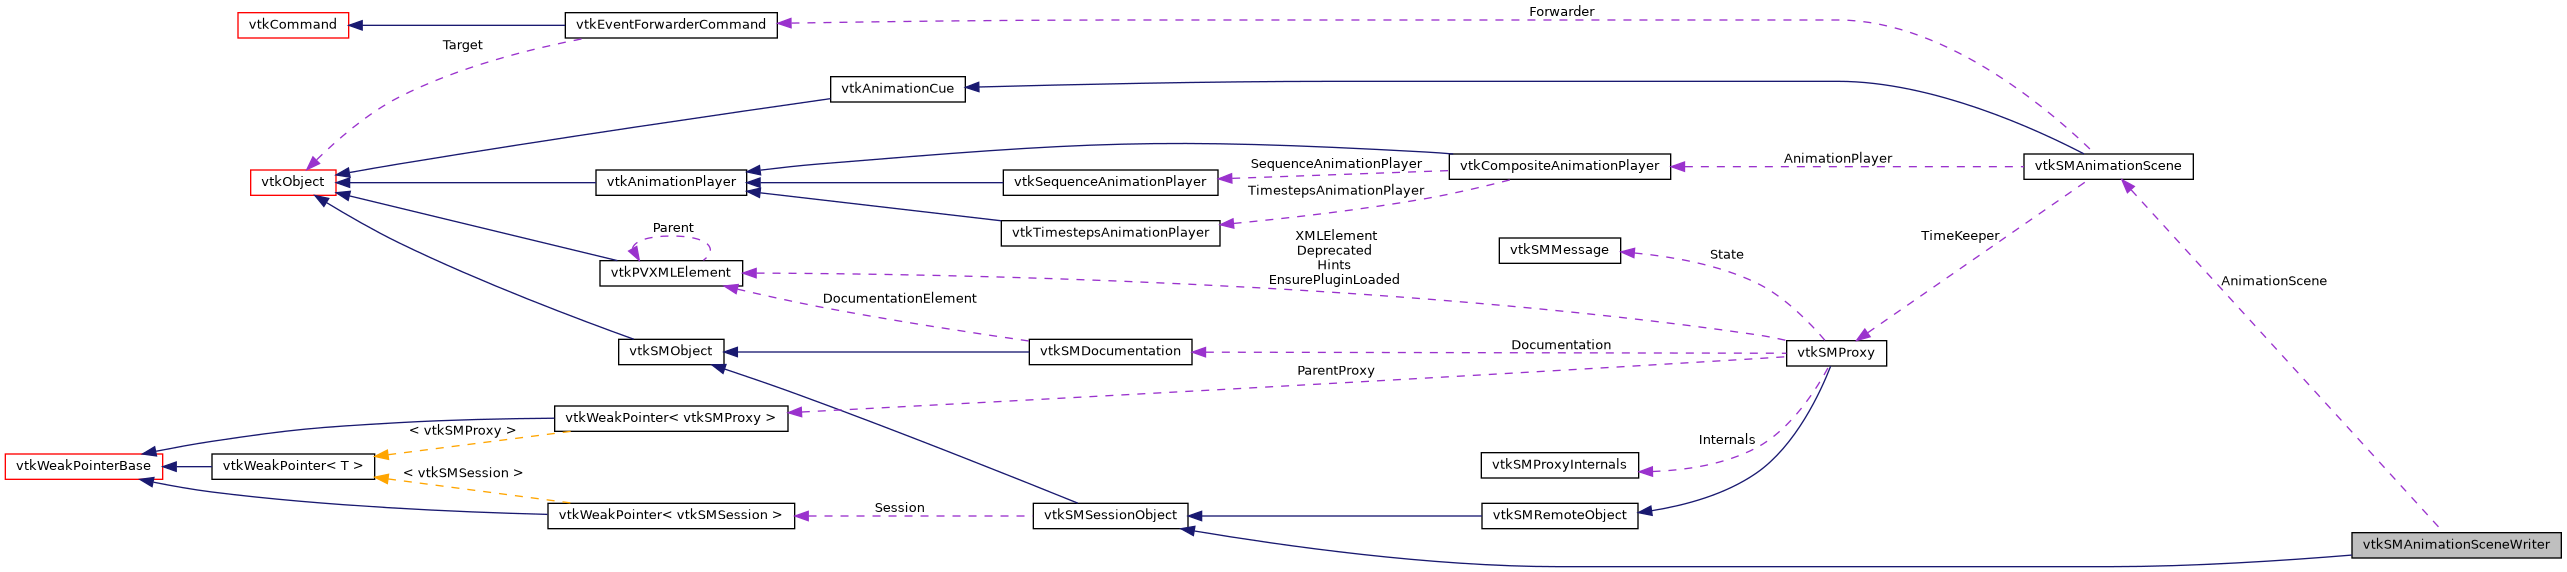 vtkCommand
vtkEventForwarderCommand
Forwarder
Target
vtkAnimationCue
vtkObject
vtkAnimationPlayer
vtkSequenceAnimationPlayer
SequenceAnimationPlayer
vtkCompositeAnimationPlayer
AnimationPlayer
vtkSMAnimationScene
TimestepsAnimationPlayer
vtkTimestepsAnimationPlayer
Parent
vtkPVXMLElement
XMLElement
Deprecated
Hints
EnsurePluginLoaded
vtkSMMessage
State
TimeKeeper
AnimationScene
DocumentationElement
vtkSMObject
vtkSMDocumentation
Documentation
vtkSMProxy
ParentProxy
vtkWeakPointer< vtkSMProxy >
< vtkSMProxy >
vtkWeakPointerBase
vtkWeakPointer< T >
< vtkSMSession >
Internals
vtkSMProxyInternals
vtkWeakPointer< vtkSMSession >
Session
vtkSMSessionObject
vtkSMRemoteObject
vtkSMAnimationSceneWriter